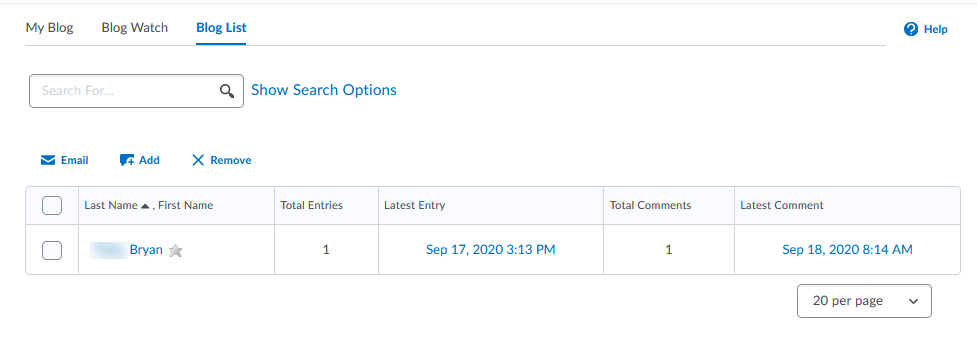 My Blog Blog Watch Blog List Help
Search For... Show Search Options
Email Add Remove
Last Name , First Name Total Entries Latest Entry Total Comments Latest Comment
Bryan 1 Sep 17, 2020 3:13 PM 1 Sep 18, 2020 8:14 AM
20 per page